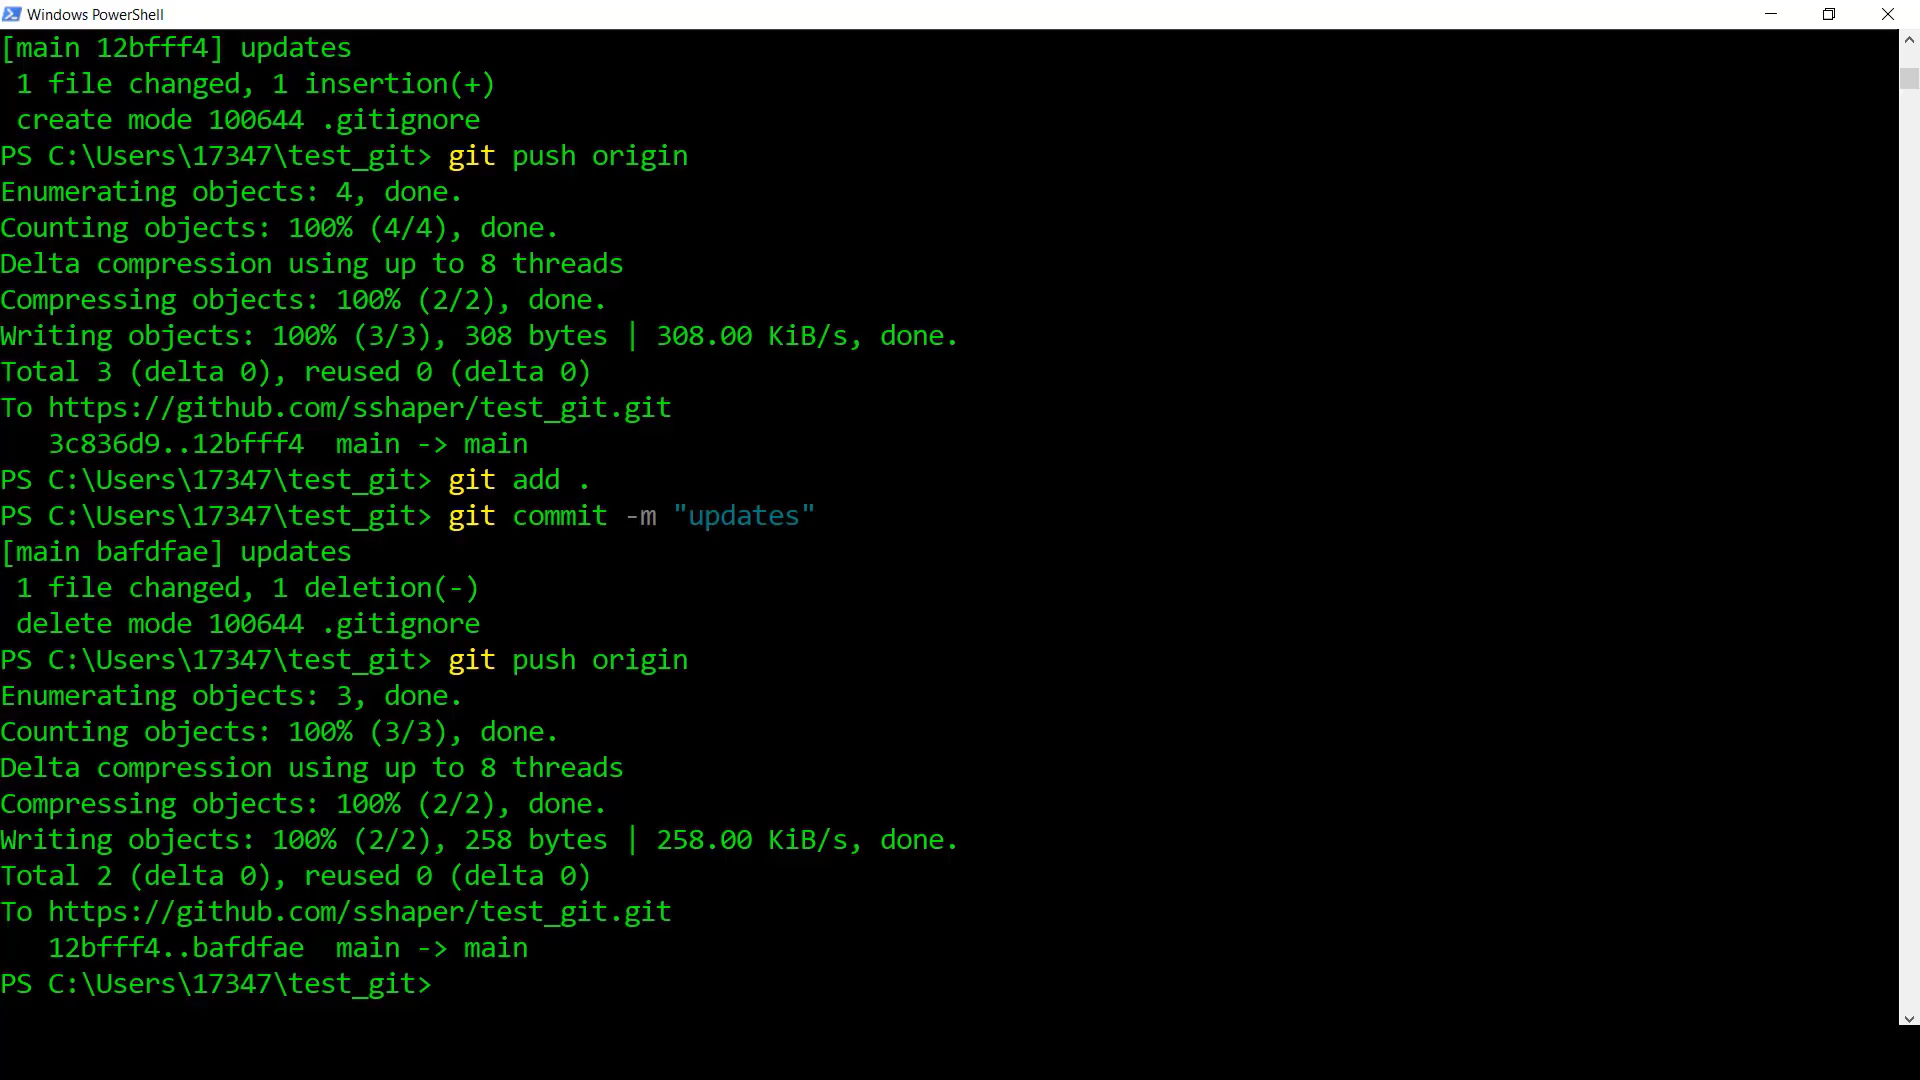 Windows PowerShell
[main 12bfff4] updates
 1 file changed, 1 insertion(+)
 create mode 100644 .gitignore
PS C:\Users\17347\test_git> git push origin
Enumerating objects: 4, done.
Counting objects: 100% (4/4), done.
Delta compression using up to 8 threads
Compressing objects: 100% (2/2), done.
Writing objects: 100% (3/3), 308 bytes | 308.00 KiB/s, done.
Total 3 (delta 0), reused 0 (delta 0)
To https://github.com/sshaper/test_git.git
   3c836d9..12bfff4  main -> main
PS C:\Users\17347\test_git> git add .
PS C:\Users\17347\test_git> git commit -m "updates"
[main bafdfae] updates
 1 file changed, 1 deletion(-)
 delete mode 100644 .gitignore
PS C:\Users\17347\test_git> git push origin
Enumerating objects: 3, done.
Counting objects: 100% (3/3), done.
Delta compression using up to 8 threads
Compressing objects: 100% (2/2), done.
Writing objects: 100% (2/2), 258 bytes | 258.00 KiB/s, done.
Total 2 (delta 0), reused 0 (delta 0)
To https://github.com/sshaper/test_git.git
   12bfff4..bafdfae  main -> main
PS C:\Users\17347\test_git>